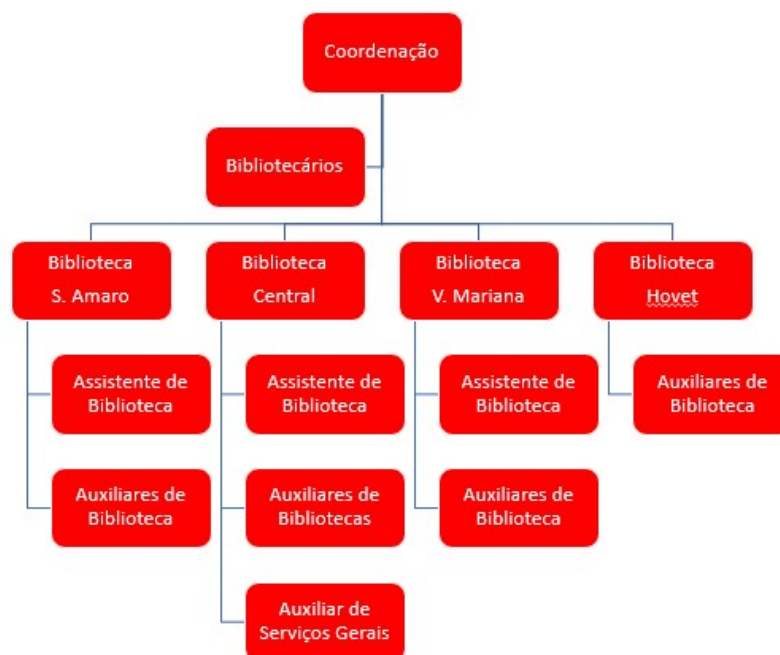 Coordenação
Bibliotecários
Biblioteca
S. Amaro
Biblioteca
Central
Biblioteca
V. Mariana
Biblioteca
Hovet
Assistente de
Biblioteca
Assistente de
Biblioteca
Assistente de
Biblioteca
Auxiliares de
Biblioteca
Auxiliares de
Biblioteca
Auxiliares de
Bibliotecas
Auxiliares de
Biblioteca
Auxiliar de
Serviços Gerais